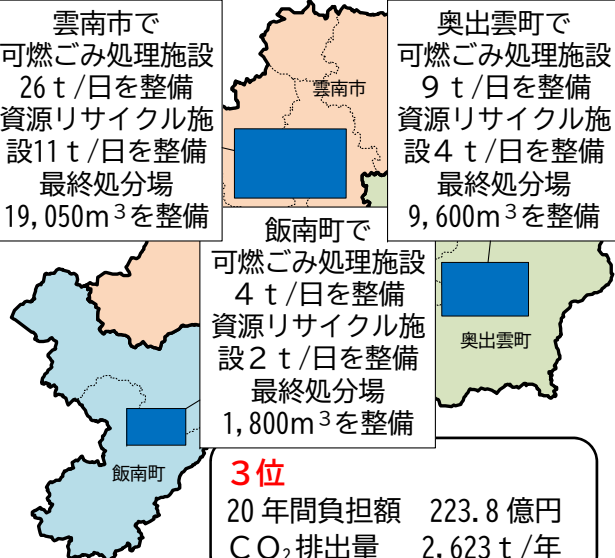 雲南市で
可燃ごみ処理施設
26ｔ/日を整備
資源リサイクル施
設11ｔ/日を整備
最終処分場
19,050m³を整備
雲南市
奥出雲町で
可燃ごみ処理施設
９ｔ/日を整備
資源リサイクル施
設４ｔ/日を整備
最終処分場
9,600m³を整備
飯南町で
可燃ごみ処理施設
４ｔ/日を整備
資源リサイクル施
設２ｔ/日を整備
最終処分場
1,800m³を整備
奥出雲町
飯南町
３位
20年間負担額　223.8億円
ＣＯ₂排出量　2,623ｔ/年